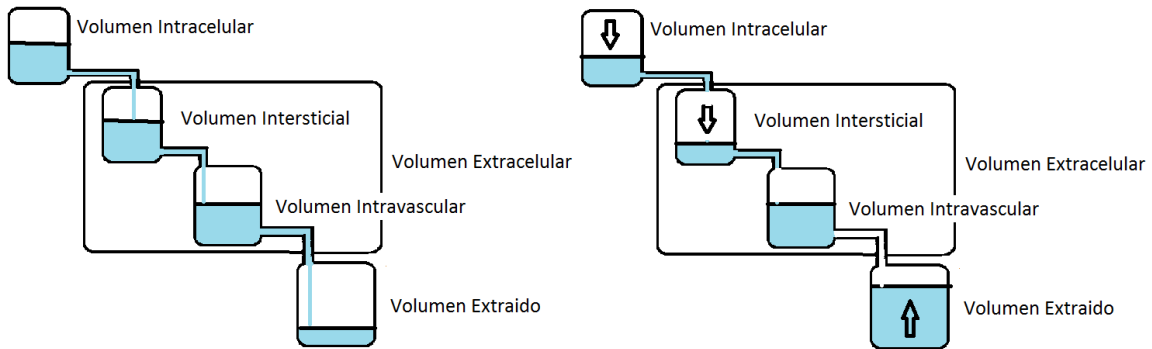 Volumen Intracelular
Volumen Intersticial
Volumen Extracelular
Volumen Intravascular
Volumen Extraido
Volumen Intracelular
Volumen Intersticial
Volumen Extracelular
Volumen Intravascular
Volumen Extraido